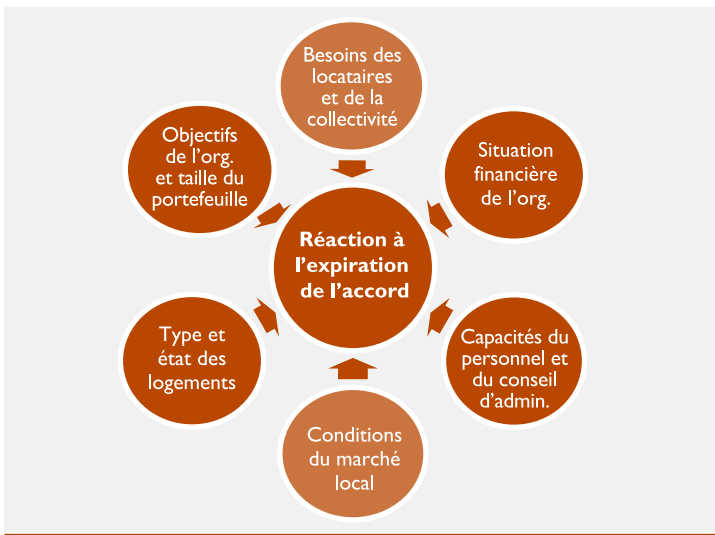 Besoins des
locataires
et de la
collectivité
Objectifs
de l'org.
et taille du
portefeuille
Situation
financière
de l'org.
Réaction à
l'expiration
de l'accord
Type et
état des
logements
Capacités du
personnel et
du conseil
d'admin.
Conditions
du marché
local